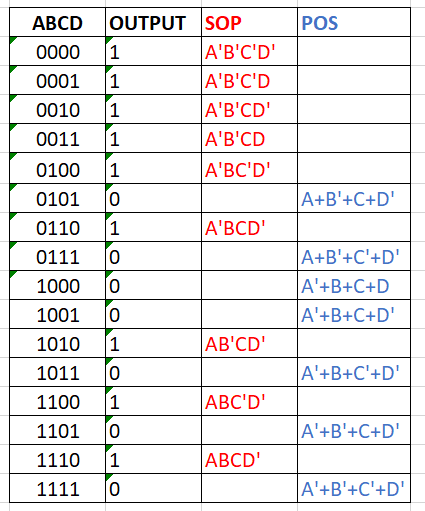 ABCD OUTPUT SOP POS
0000 1 A'B'C'D'
0001 1 A'B'C'D
0010 1 A'B'CD'
0011 1 A'B'CD
0100 1 A'BC'D'
0101 0 A+B'+C+D'
0110 1 A'BCD'
0111 0 A+B'+C'+D'
1000 0 A'+B+C+D
1001 0 A'+B+C+D'
1010 1 AB'CD'
1011 0 A'+B+C'+D'
1100 1 ABC'D'
1101 0 A'+B'+C+D'
1110 1 ABCD'
1111 0 A'+B'+C'+D'